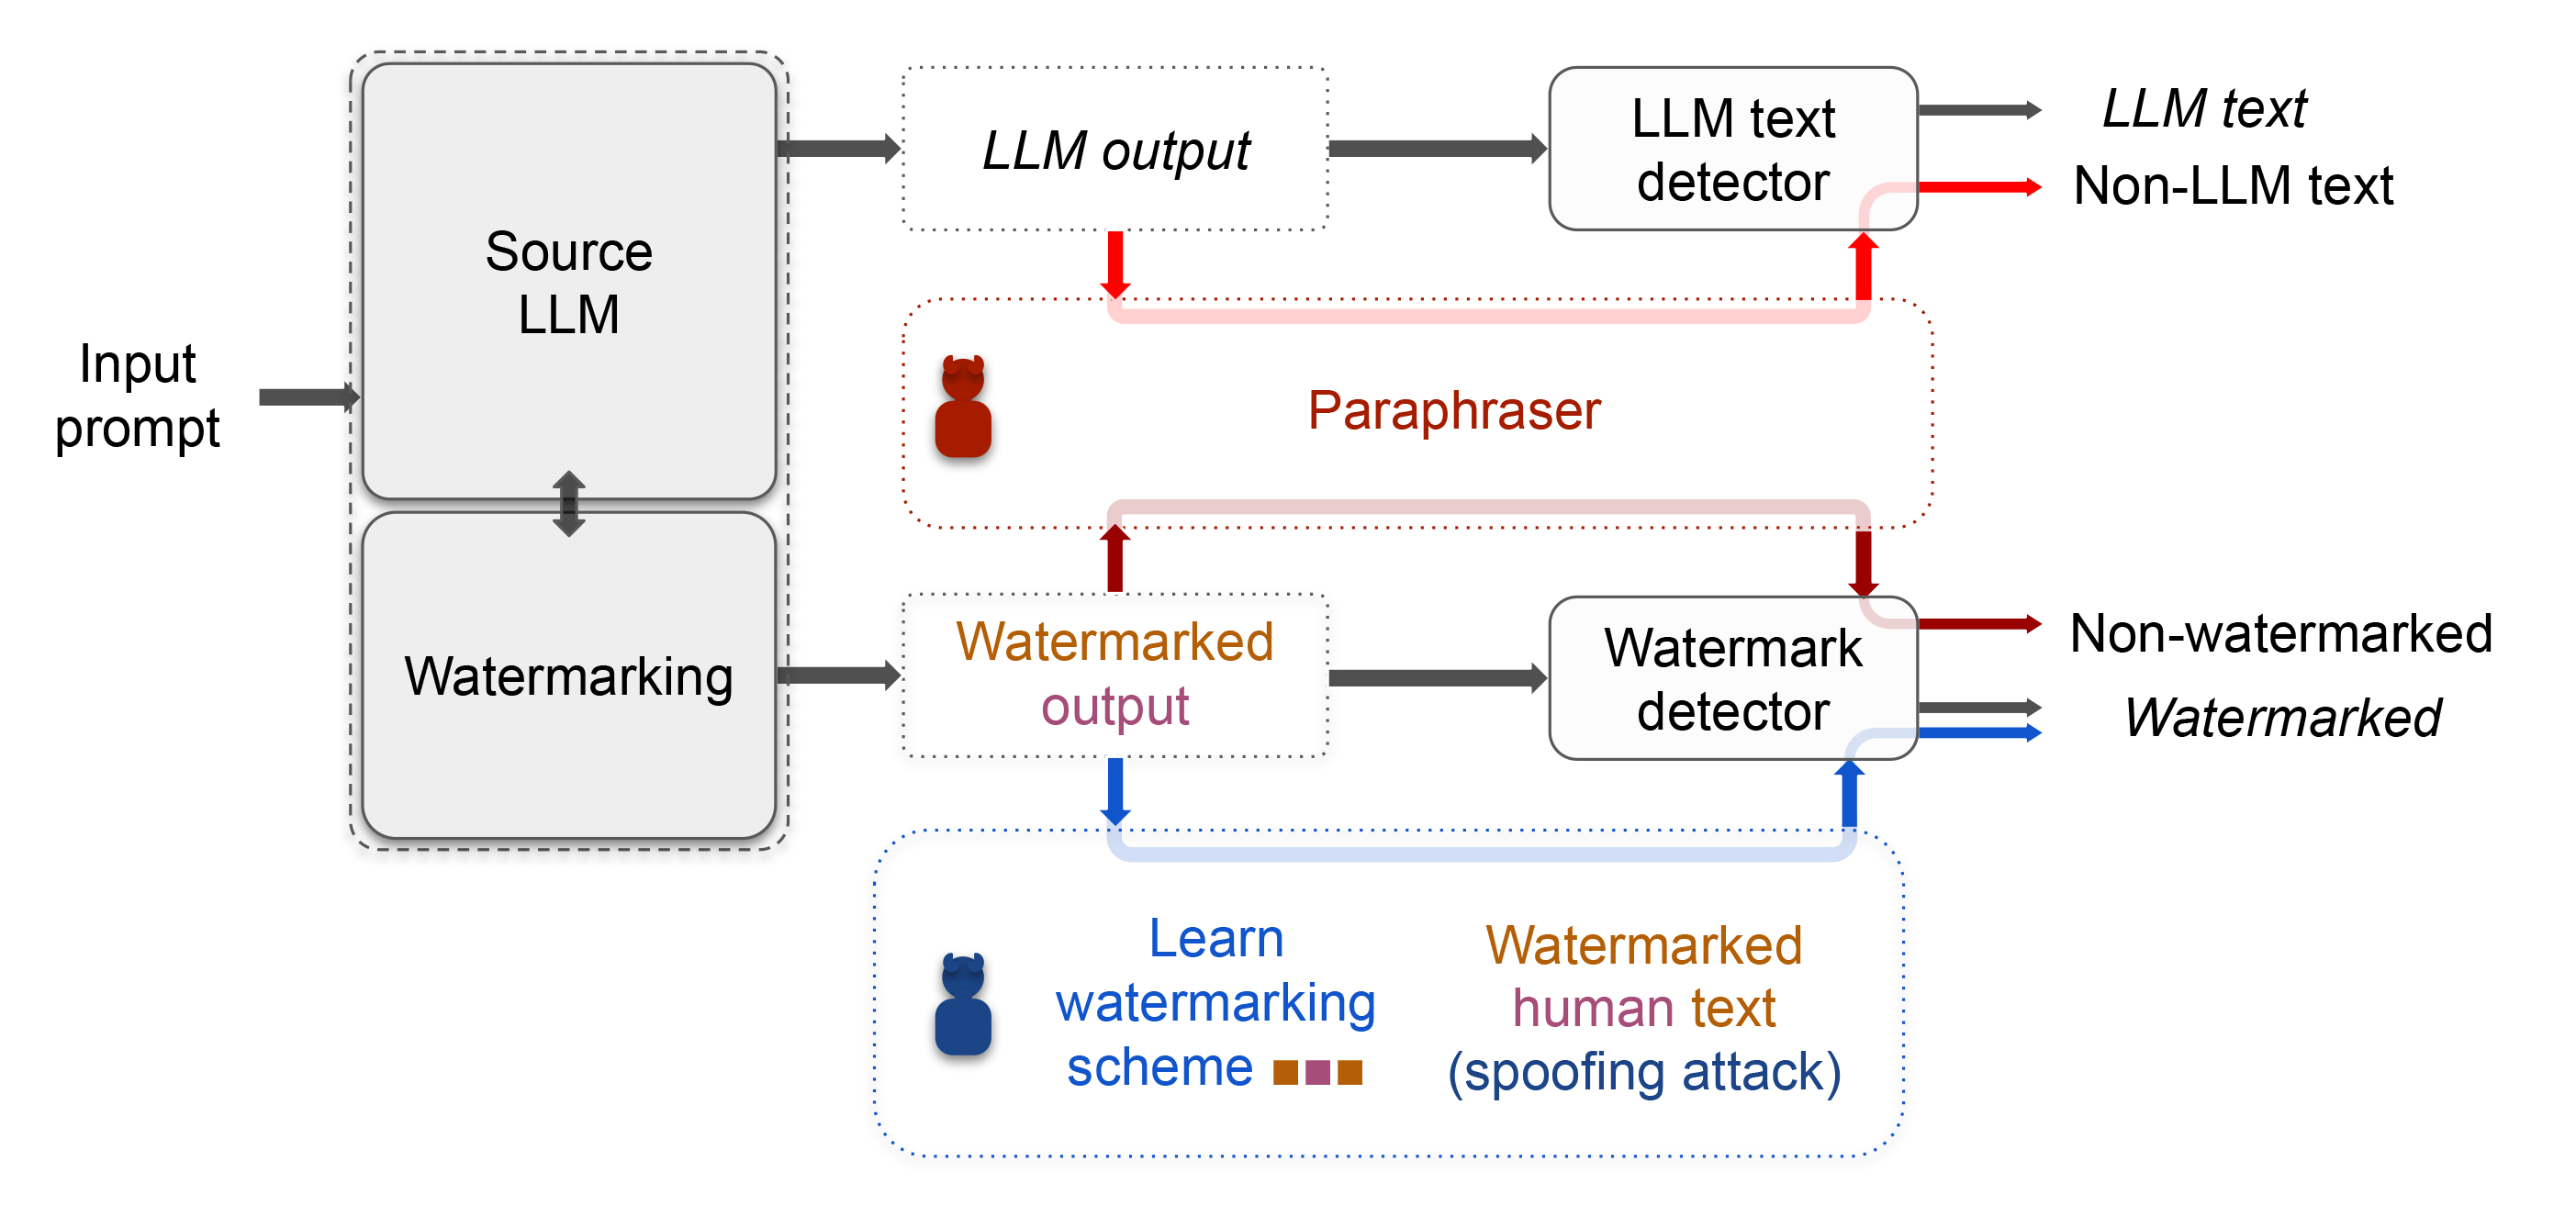 Input
prompt
Source
LLM
Watermarking
LLM output
LLM text
detector
LLM text
Non-LLM text
Paraphraser
Watermarked
output
Watermark
detector
Non-watermarked
Watermarked
Learn
watermarking
scheme
Watermarked
human text
(spoofing attack)